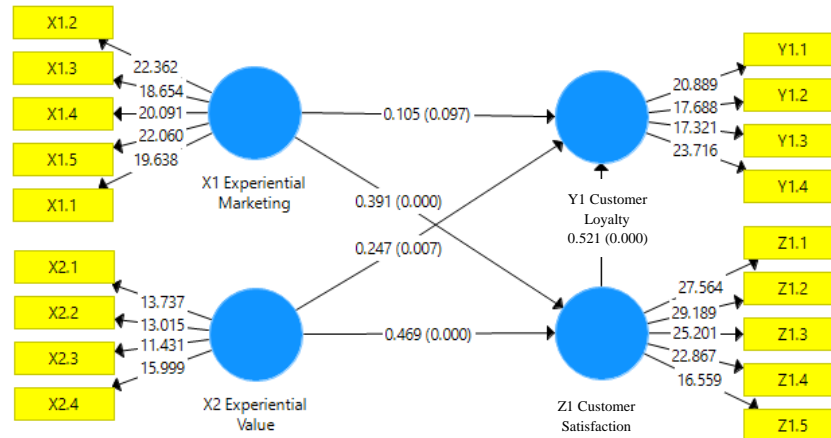 X1.2
X1.3
X1.4
X1.5
X1.1
22.362
18.654
20.091
22.060
19.638
X1 Experiential
Marketing
0.105 (0.097)
0.391 (0.000)
0.247 (0.007)
0.469 (0.000)
Y1.1
Y1.2
Y1.3
Y1.4
20.889
17.688
17.321
23.716
Y1 Customer
Loyalty
0.521 (0.000)
X2.1
X2.2
X2.3
X2.4
13.737
13.015
11.431
15.999
X2 Experiential
Value
Z1.1
Z1.2
Z1.3
Z1.4
Z1.5
27.564
29.189
25.201
22.867
16.559
Z1 Customer
Satisfaction